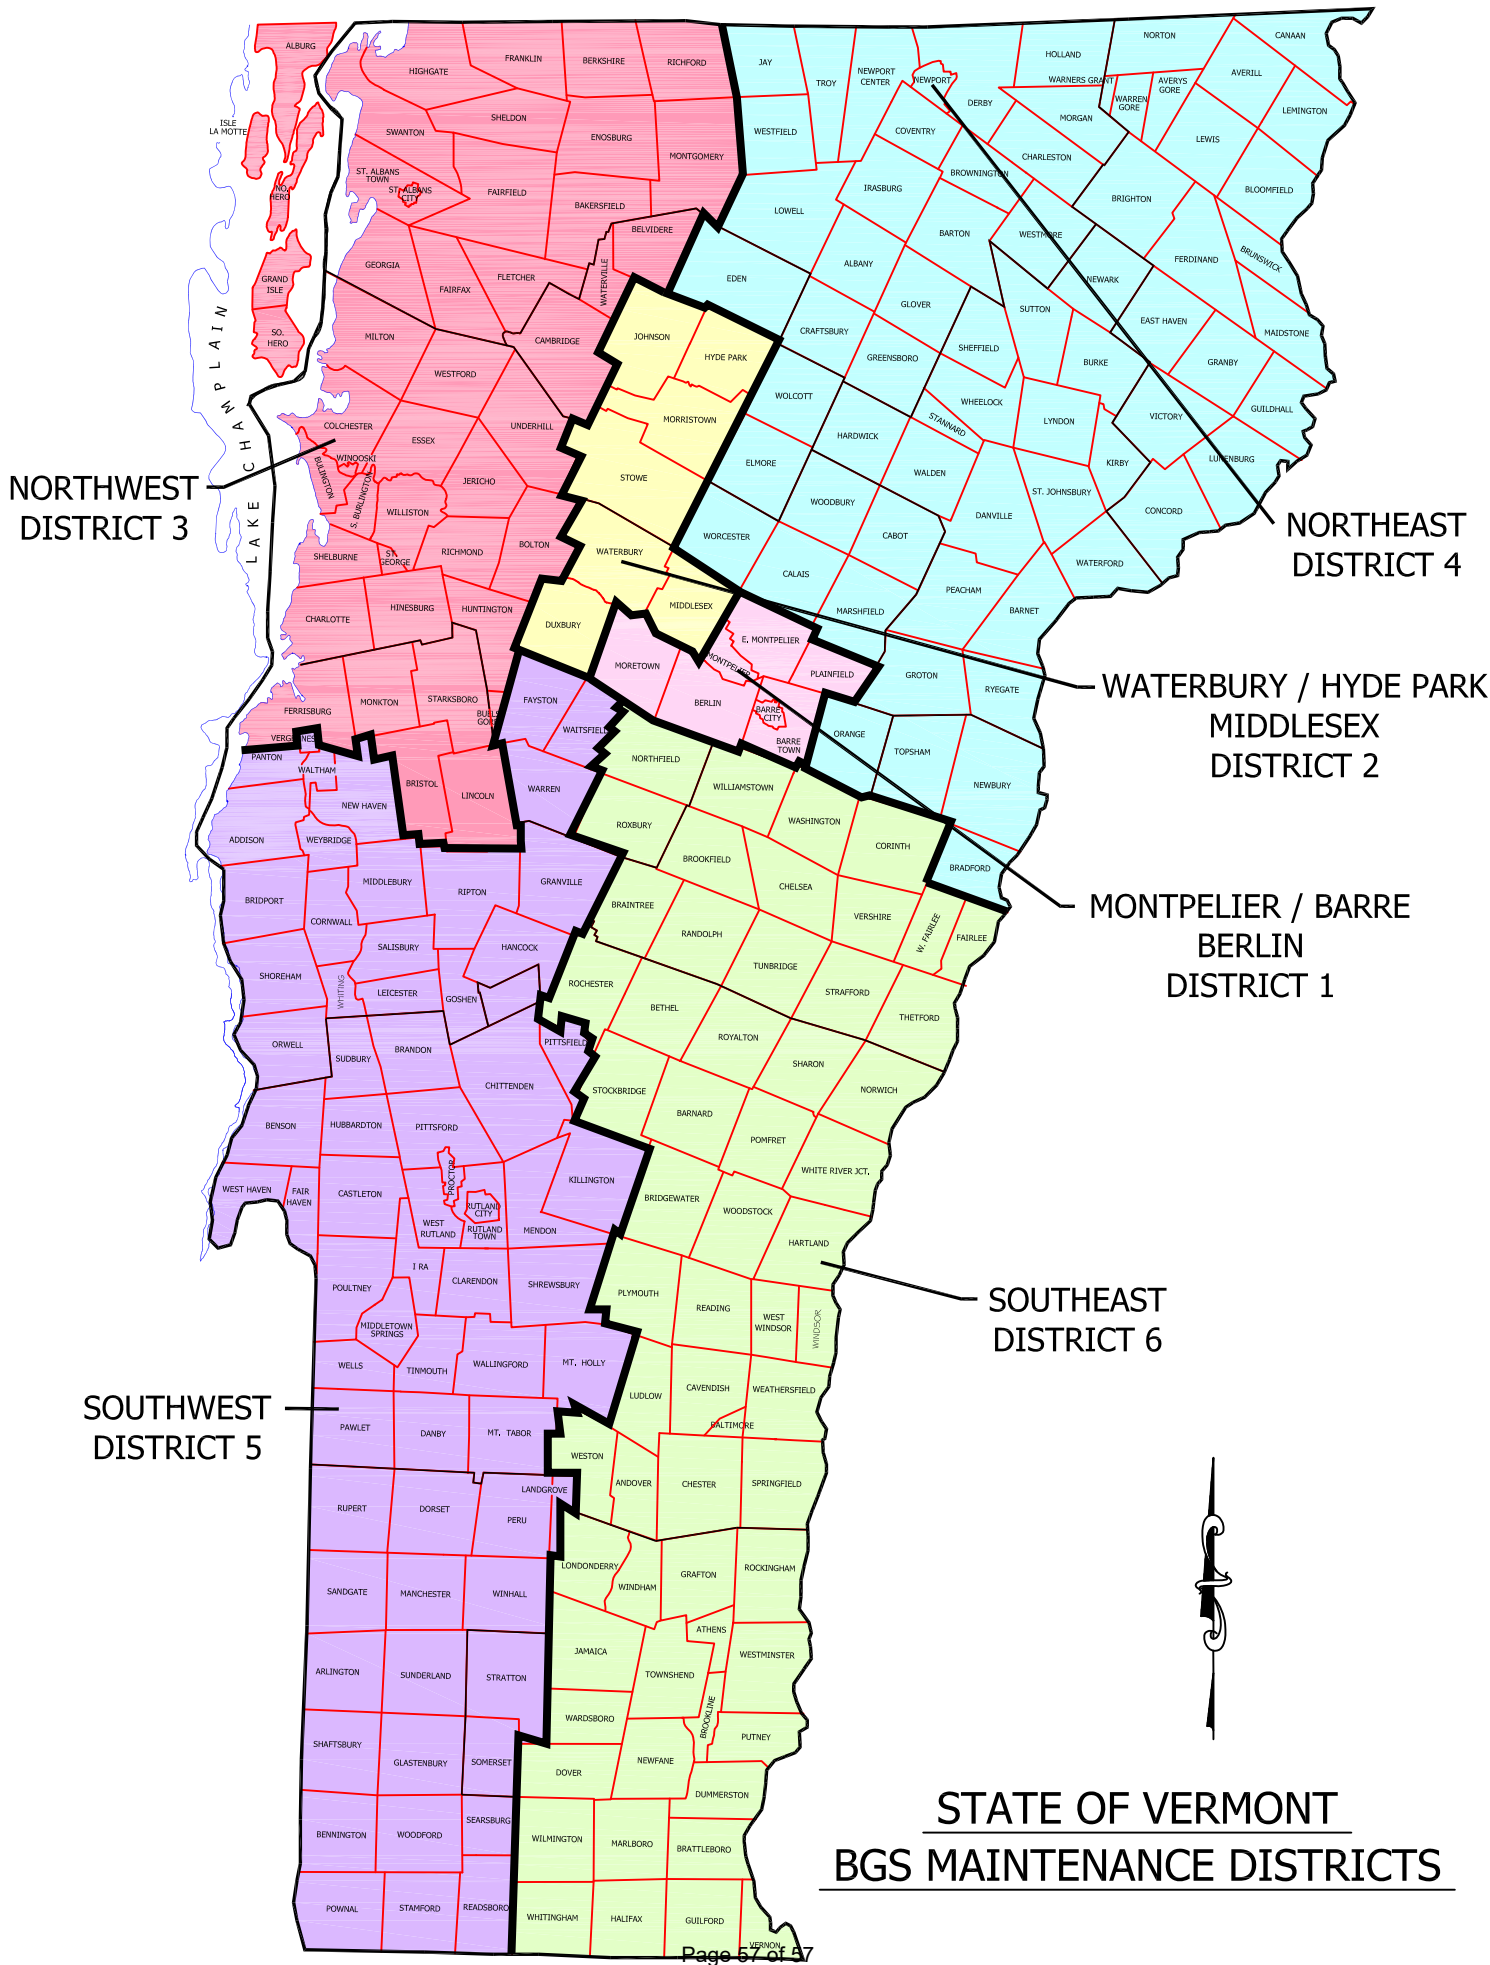 ALBURG
ISLE
LA MOTTE
NO.
HERO
GRAND
ISLE
SO.
HERO
LAKE CHAMPLAIN
HIGHGATE
FRANKLIN
BERKSHIRE
RICHFORD
SWANTON
SHELDON
ENOSBURG
MONTGOMERY
ST. ALBANS
TOWN
ST. ALBANS
CITY
FAIRFIELD
BAKERSFIELD
BELVIDERE
WATERVILLE
GEORGIA
FAIRFAX
FLETCHER
CAMBRIDGE
MILTON
WESTFORD
UNDERHILL
COLCHESTER
ESSEX
WINOOSKI
BULINGTON
S. BURLINGTON
JERICHO
WILLISTON
SHELBURNE
ST.
GEORGE
RICHMOND
BOLTON
CHARLOTTE
HINESBURG
HUNTINGTON
FERRISBURG
MONKTON
STARKSBORO
BUELS
GORE
VERGENNES
BRISTOL
LINCOLN
NORTHWEST
DISTRICT 3
JAY
TROY
NEWPORT
CENTER
NEWPORT
DERBY
HOLLAND
NORTON
CANAAN
WARNERS GRANT
WARREN
GORE
AVERYS
GORE
AVERILL
LEMINGTON
WESTFIELD
COVENTRY
MORGAN
LEWIS
CHARLESTON
BROWNINGTON
IRASBURG
BLOOMFIELD
BRIGHTON
LOWELL
BARTON
WESTMORE
FERDINAND
BRUNSWICK
EDEN
ALBANY
NEWARK
GLOVER
SUTTON
EAST HAVEN
MAIDSTONE
CRAFTSBURY
GREENSBORO
SHEFFIELD
BURKE
GRANBY
WOLCOTT
WHEELOCK
STANNARD
LYNDON
VICTORY
GUILDHALL
HARDWICK
ELMORE
WALDEN
KIRBY
LUNENBURG
WOODBURY
ST. JOHNSBURY
CONCORD
WORCESTER
CABOT
DANVILLE
CALAIS
WATERFORD
MARSHFIELD
PEACHAM
BARNET
GROTON
RYEGATE
ORANGE
TOPSHAM
NEWBURY
BRADFORD
NORTHEAST
DISTRICT 4
JOHNSON
HYDE PARK
MORRISTOWN
STOWE
WATERBURY
MIDDLESEX
DUXBURY
WATERBURY / HYDE PARK
MIDDLESEX
DISTRICT 2
E. MONTPELIER
MONTPELIER
PLAINFIELD
MORETOWN
BERLIN
BARRE
CITY
BARRE
TOWN
MONTPELIER / BARRE
BERLIN
DISTRICT 1
FAYSTON
WAITSFIELD
WARREN
PANTON
WALTHAM
NEW HAVEN
ADDISON
WEYBRIDGE
MIDDLEBURY
RIPTON
GRANVILLE
BRIDPORT
CORNWALL
SALISBURY
HANCOCK
SHOREHAM
WHITING
LEICESTER
GOSHEN
ORWELL
SUDBURY
BRANDON
PITTSFIELD
CHITTENDEN
BENSON
HUBBARDTON
PITTSFORD
WEST HAVEN
FAIR
HAVEN
CASTLETON
PROCTOR
KILLINGTON
RUTLAND
CITY
WEST
RUTLAND
RUTLAND
TOWN
MENDON
I RA
CLARENDON
SHREWSBURY
POULTNEY
MIDDLETOWN
SPRINGS
WELLS
TINMOUTH
WALLINGFORD
MT. HOLLY
PAWLET
DANBY
MT. TABOR
LANDGROVE
RUPERT
DORSET
PERU
SANDGATE
MANCHESTER
WINHALL
ARLINGTON
SUNDERLAND
STRATTON
SHAFTSBURY
GLASTENBURY
SOMERSET
BENNINGTON
WOODFORD
SEARSBURG
POWNAL
STAMFORD
READSBORO
SOUTHWEST
DISTRICT 5
NORTHFIELD
WILLIAMSTOWN
WASHINGTON
CORINTH
ROXBURY
BROOKFIELD
CHELSEA
BRAINTREE
VERSHIRE
W. FAIRLEE
FAIRLEE
RANDOLPH
TUNBRIDGE
ROCHESTER
STRAFFORD
BETHEL
THETFORD
ROYALTON
SHARON
STOCKBRIDGE
NORWICH
BARNARD
POMFRET
WHITE RIVER JCT.
BRIDGEWATER
WOODSTOCK
HARTLAND
PLYMOUTH
READING
WEST
WINDSOR
WINDSOR
LUDLOW
CAVENDISH
WEATHERSFIELD
BALTIMORE
WESTON
ANDOVER
CHESTER
SPRINGFIELD
LONDONDERRY
WINDHAM
GRAFTON
ROCKINGHAM
JAMAICA
ATHENS
TOWNSHEND
WESTMINSTER
WARDSBORO
BROOKLINE
PUTNEY
DOVER
NEWFANE
DUMMERSTON
WILMINGTON
MARLBORO
BRATTLEBORO
WHITINGHAM
HALIFAX
GUILFORD
VERNON
SOUTHEAST
DISTRICT 6
STATE OF VERMONT
BGS MAINTENANCE DISTRICTS
Page 57 of 57